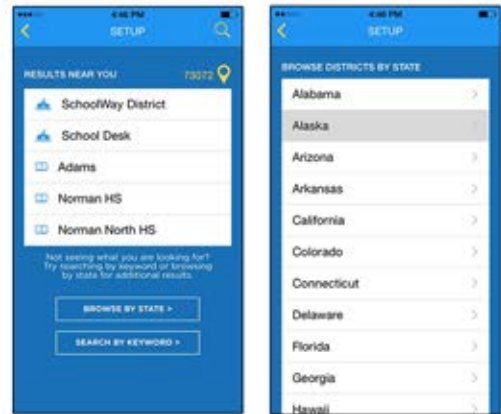 4:46 PM
SETUP
RESULTS NEAR YOU 73072
SchoolWay District
School Desk
Adams
Norman HS
Norman North HS
Not seeing what you are looking for?
Try searching by keyword or browsing
by state for additional results.
BROWSE BY STATE >
SEARCH BY KEYWORD >
4:46 PM
SETUP
BROWSE DISTRICTS BY STATE
Alabama
Alaska
Arizona
Arkansas
California
Colorado
Connecticut
Delaware
Florida
Georgia
Hawaii